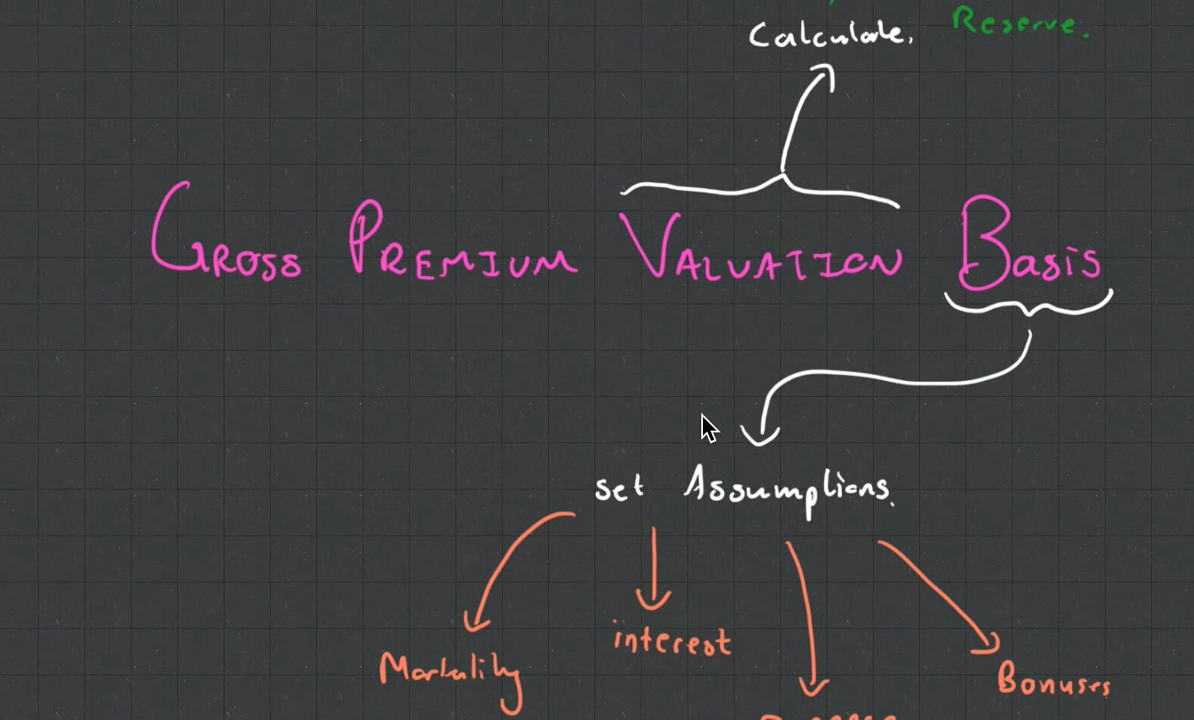 Calculate. Reserve.
GROSS PREMIUM VALUATION Basis
set Assumptions.
interest
Mortality
Bonuses